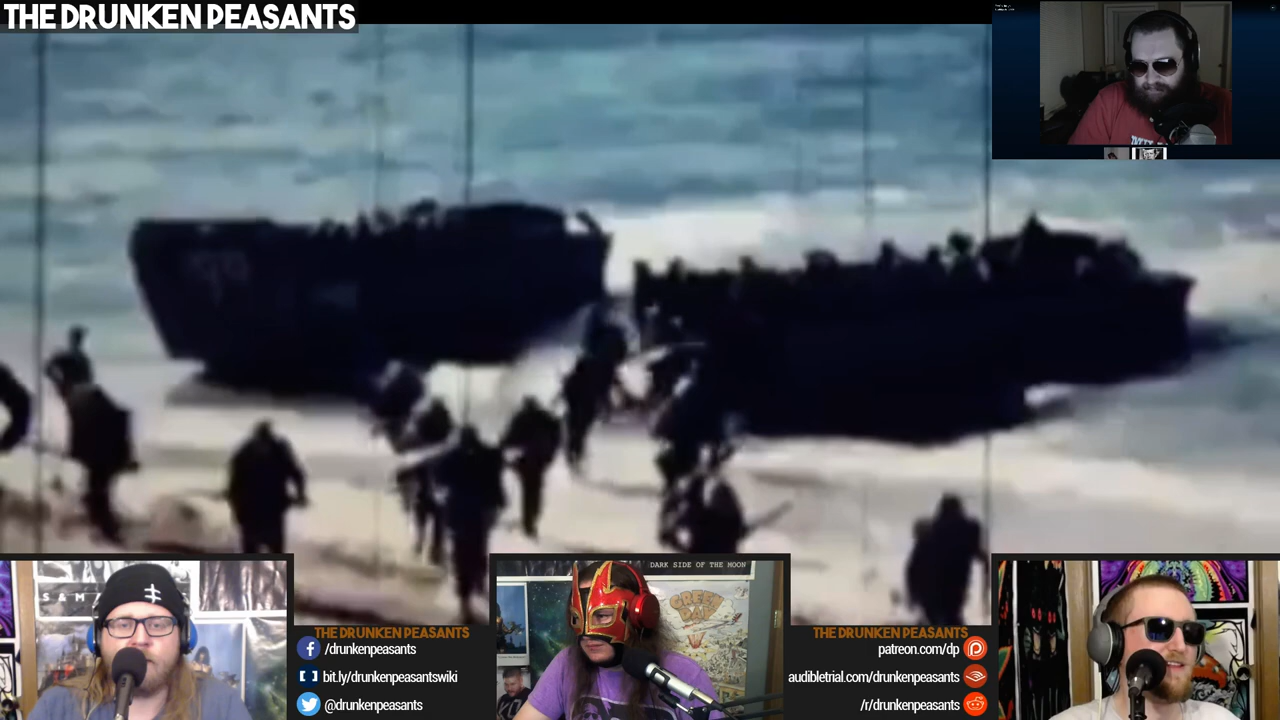 THE DRUNKEN PEASANTS
99
DARK SIDE OF THE MOON
GREEN DAY
THE DRUNKEN PEASANTS
/drunkenpeasants
bit.ly/drunkenpeasantswiki
@drunkenpeasants
THE DRUNKEN PEASANTS
patreon.com/dp
audibletrial.com/drunkenpeasants
/r/drunkenpeasants